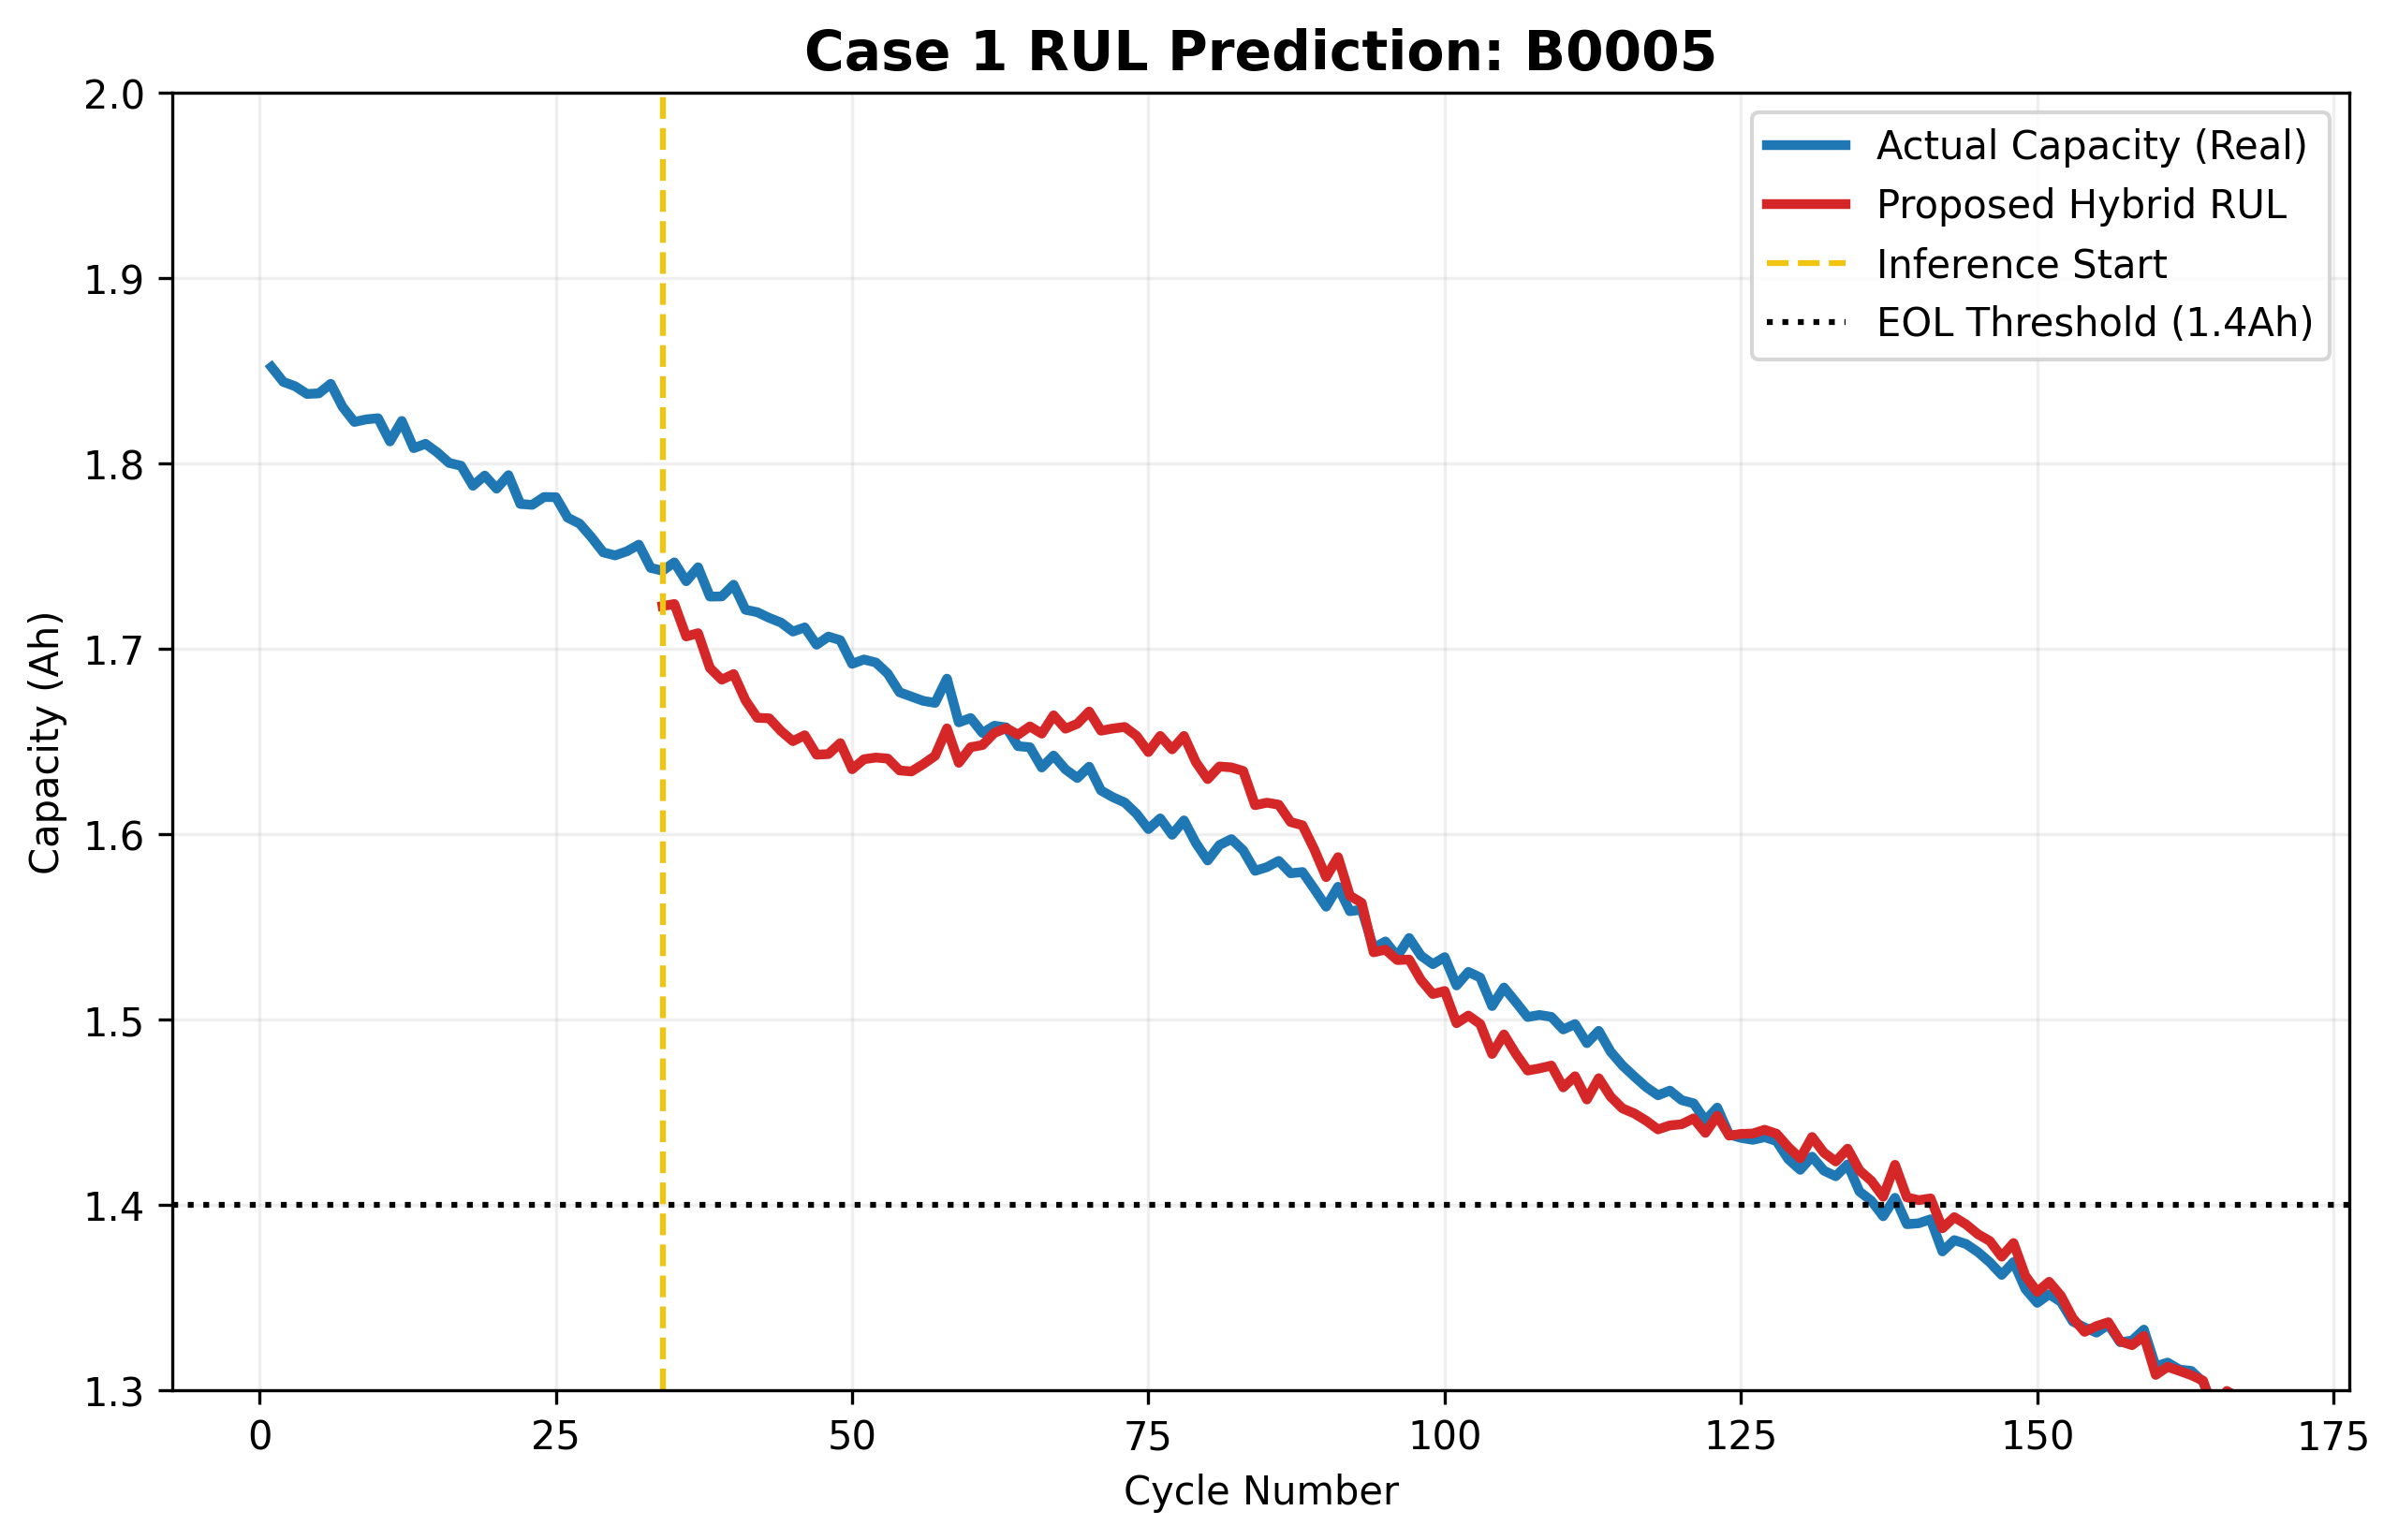 Case 1 RUL Prediction: B0005
2.0
1.9
1.8
1.7
1.6
1.5
1.4
1.3
Capacity (Ah)
Actual Capacity (Real)
Proposed Hybrid RUL
Inference Start
EOL Threshold (1.4Ah)
0 25 50 75 100 125 150 175
Cycle Number